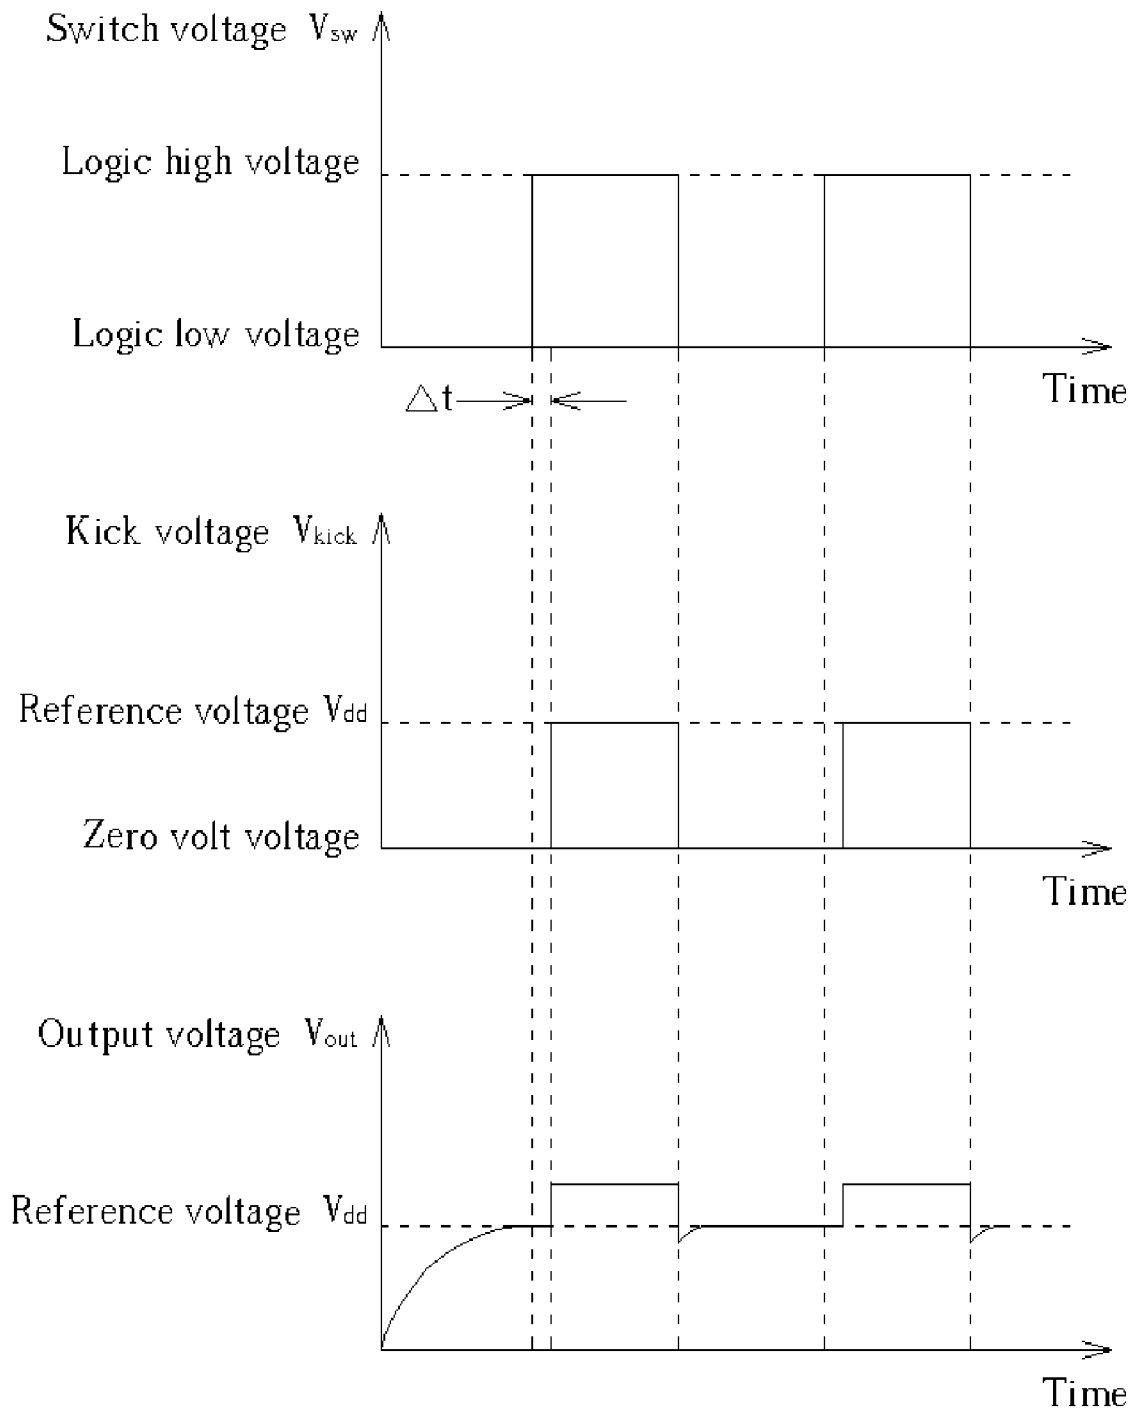 Switch voltage Vsw
Logic high voltage
Logic low voltage
Time
△t
Kick voltage Vkick
Reference voltage Vdd
Zero volt voltage
Time
Output voltage Vout
Reference voltage Vdd
Time